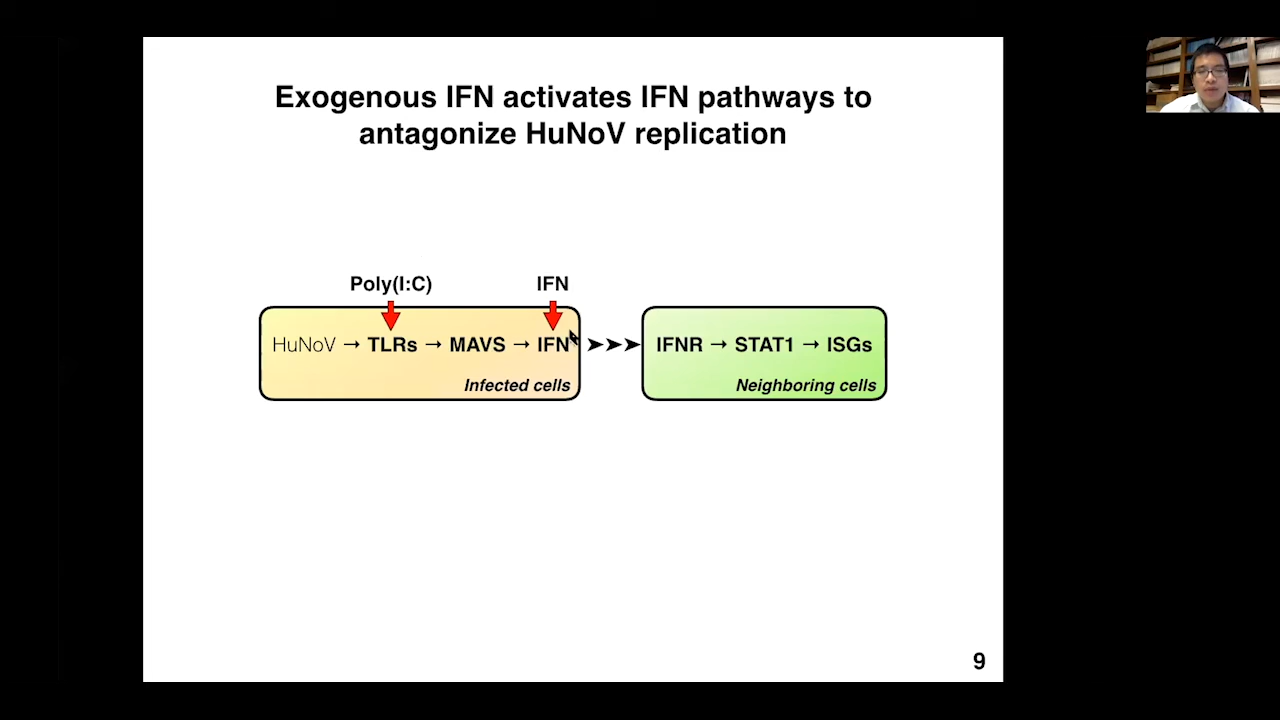 Exogenous IFN activates IFN pathways to
antagonize HuNoV replication
Poly(I:C) IFN
HuNoV → TLRs → MAVS → IFN ➤➤➤ IFNR → STAT1 → ISGs
Infected cells Neighboring cells
9